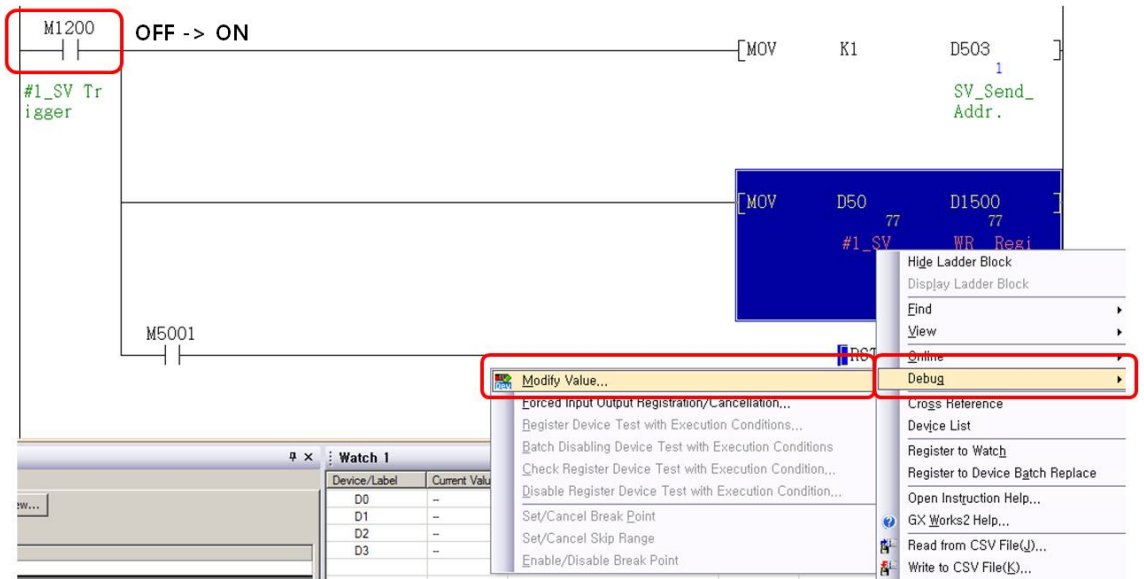 M1200
OFF -> ON
MOV K1 D503
1
#1_SV Tr
igger
SV_Send_
Addr.
MOV D50 D1500
77 77
#1_SV WR_Regi
M5001
RST
Hide Ladder Block
Display Ladder Block
Find
View
Online
Debug
Cross Reference
Device List
Register to Watch
Register to Device Batch Replace
Open Instruction Help...
GX Works2 Help...
Read from CSV File(J)...
Write to CSV File(K)...
Modify Value...
Forced Input Output Registration/Cancellation...
Register Device Test with Execution Conditions...
Batch Disabling Device Test with Execution Conditions
Check Register Device Test with Execution Condition...
Disable Register Device Test with Execution Condition...
Set/Cancel Break Point
Set/Cancel Skip Range
Enable/Disable Break Point
Watch 1
Device/Label Current Valu
D0 --
D1 --
D2 --
D3 --